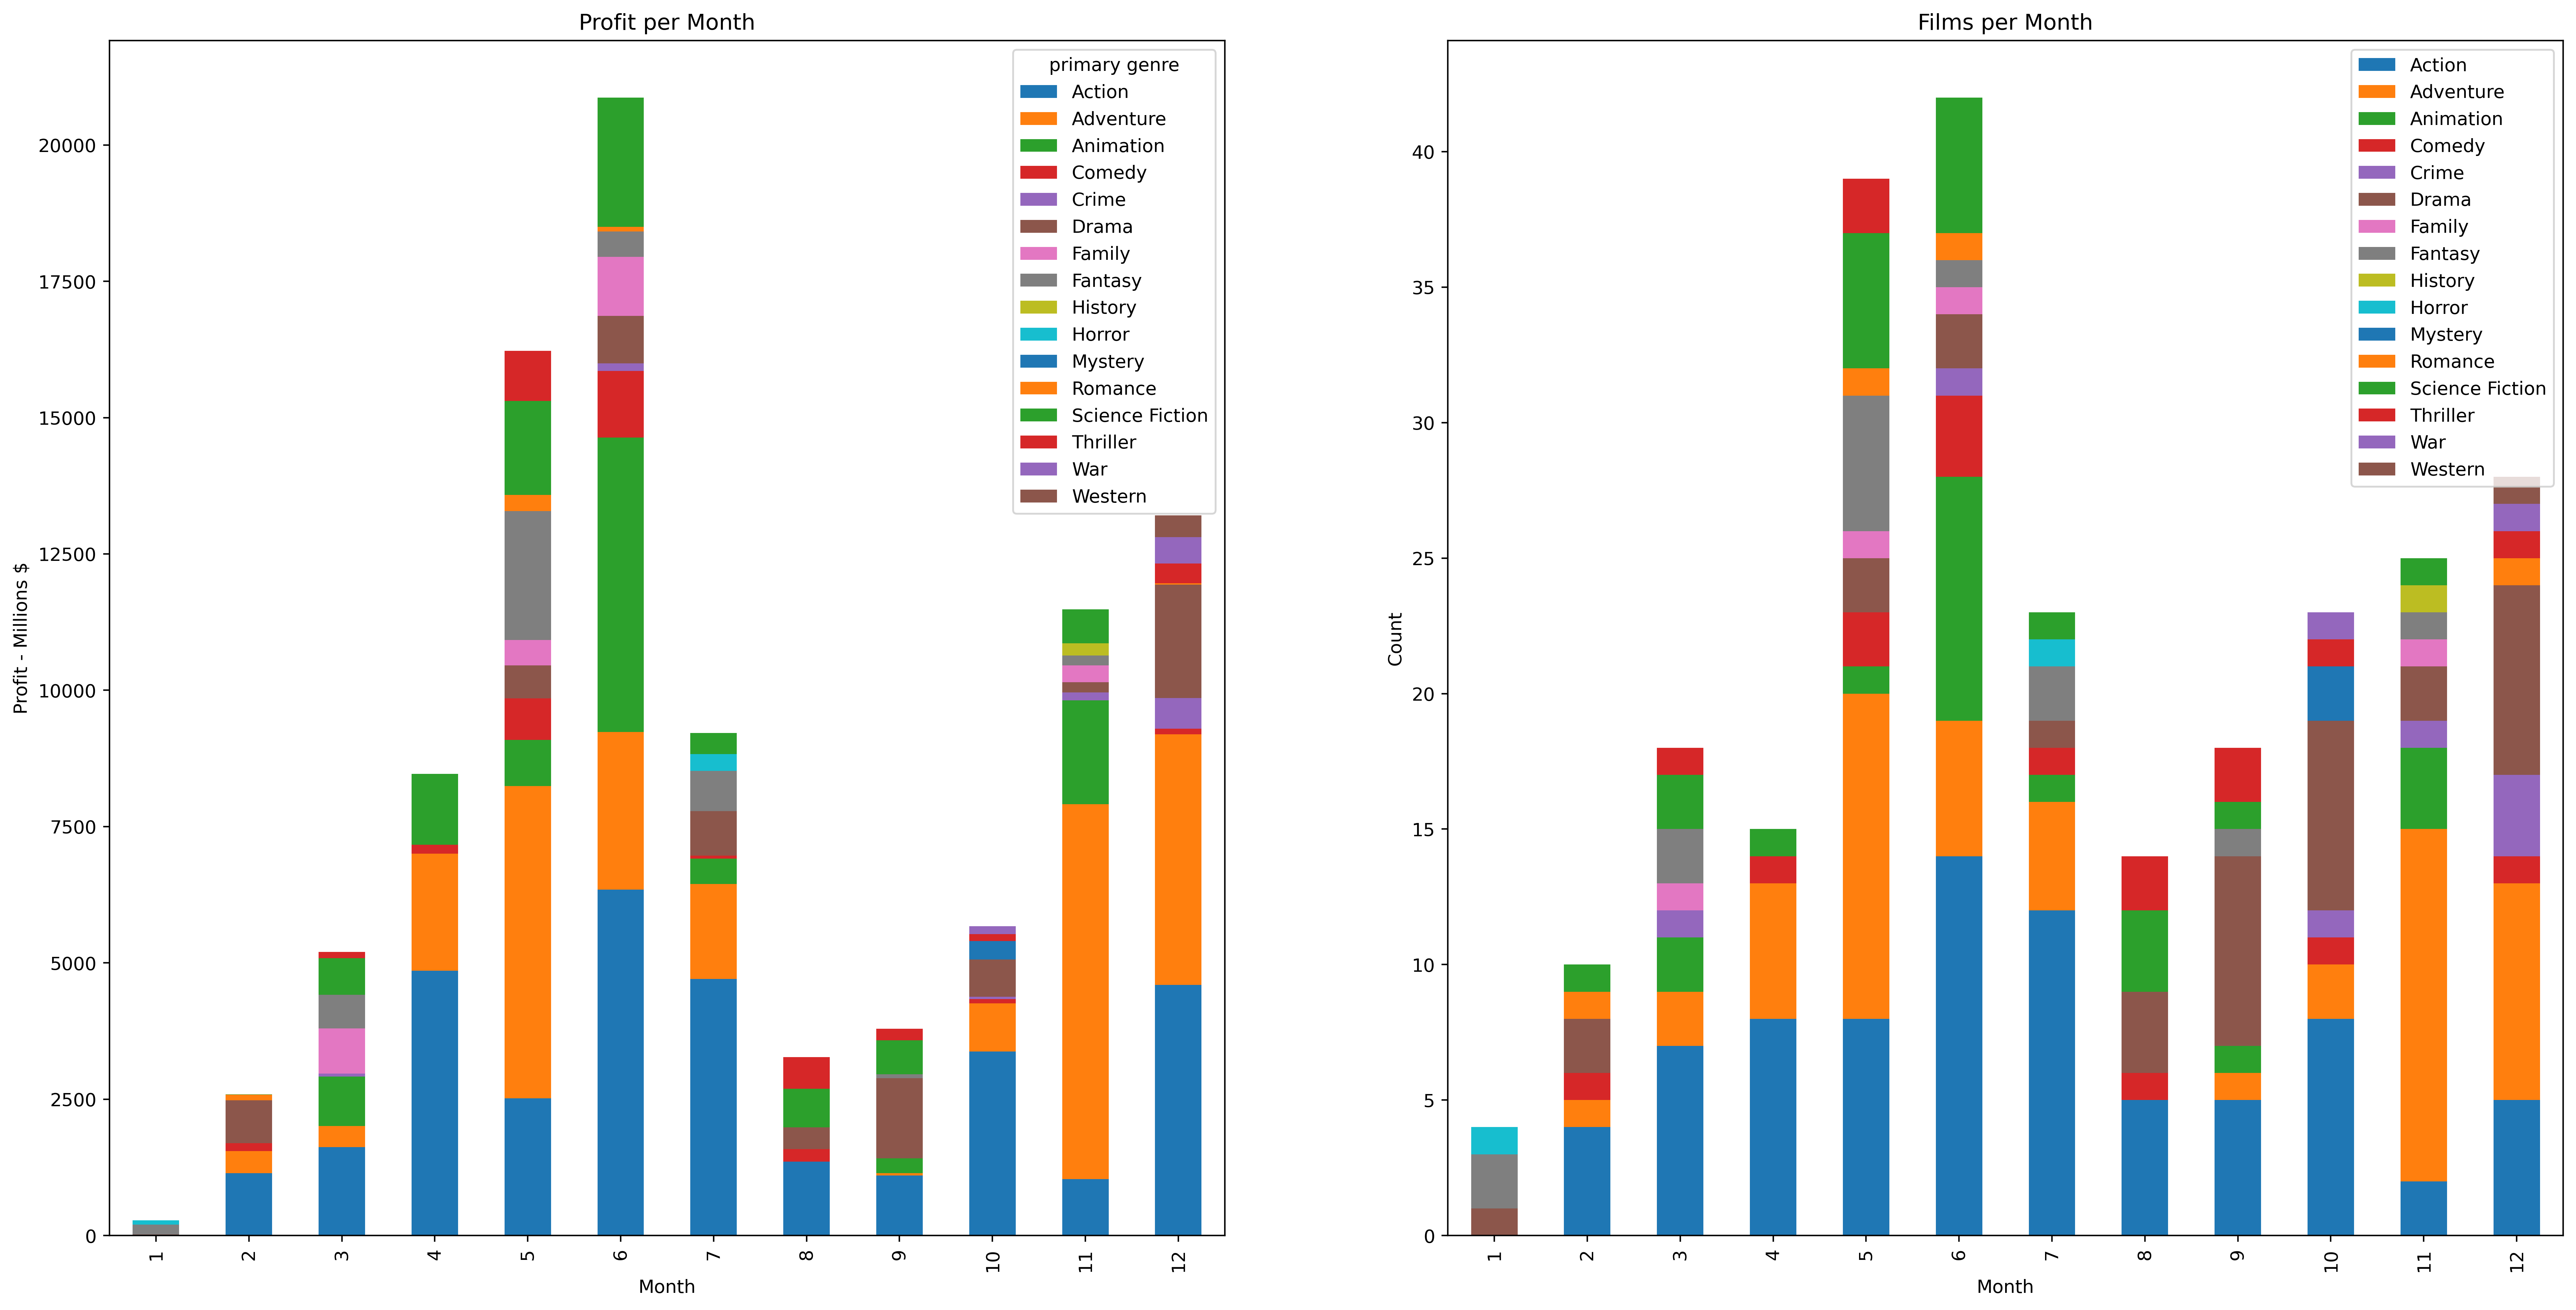 Profit per Month
Profit - Millions $
20000
17500
15000
12500
10000
7500
5000
2500
0
primary genre
Action
Adventure
Animation
Comedy
Crime
Drama
Family
Fantasy
History
Horror
Mystery
Romance
Science Fiction
Thriller
War
Western
1 2 3 4 5 6 7 8 9 10 11 12
Month
Films per Month
Count
40
35
30
25
20
15
10
5
0
Action
Adventure
Animation
Comedy
Crime
Drama
Family
Fantasy
History
Horror
Mystery
Romance
Science Fiction
Thriller
War
Western
1 2 3 4 5 6 7 8 9 10 11 12
Month